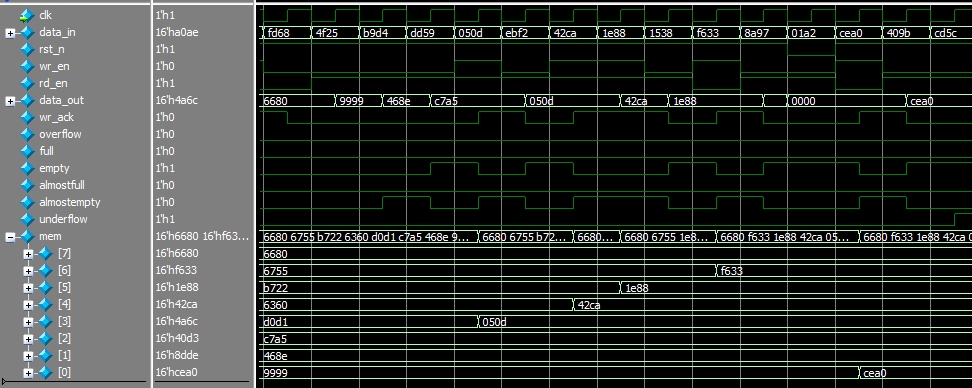 clk 1'h1
data_in 16'ha0ae fd68 4f25 b9d4 dd59 050d ebf2 42ca 1e88 1538 f633 8a97 01a2 cea0 409b cd5c
rst_n 1'h1
wr_en 1'h0
rd_en 1'h1
data_out 16'h4a6c 6680 9999 468e c7a5 050d 42ca 1e88 0000 cea0
wr_ack 1'h0
overflow 1'h0
full 1'h0
empty 1'h1
almostfull 1'h0
almostempty 1'h0
underflow 1'h1
mem 16'h6680 16'hf63... 6680 6755 b722 6360 d0d1 c7a5 468e 9... 6680 6755 b72... 6680... 6680 6755 1e8... 6680 f633 1e88 42ca 05... 6680 f633 1e88 42ca 0
[7] 16'h6680 6680
[6] 16'hf633 6755 f633
[5] 16'h1e88 b722 1e88
[4] 16'h42ca 6360 42ca
[3] 16'h4a6c d0d1 050d
[2] 16'h40d3 c7a5
[1] 16'h8dde 468e
[0] 16'hcea0 9999 cea0